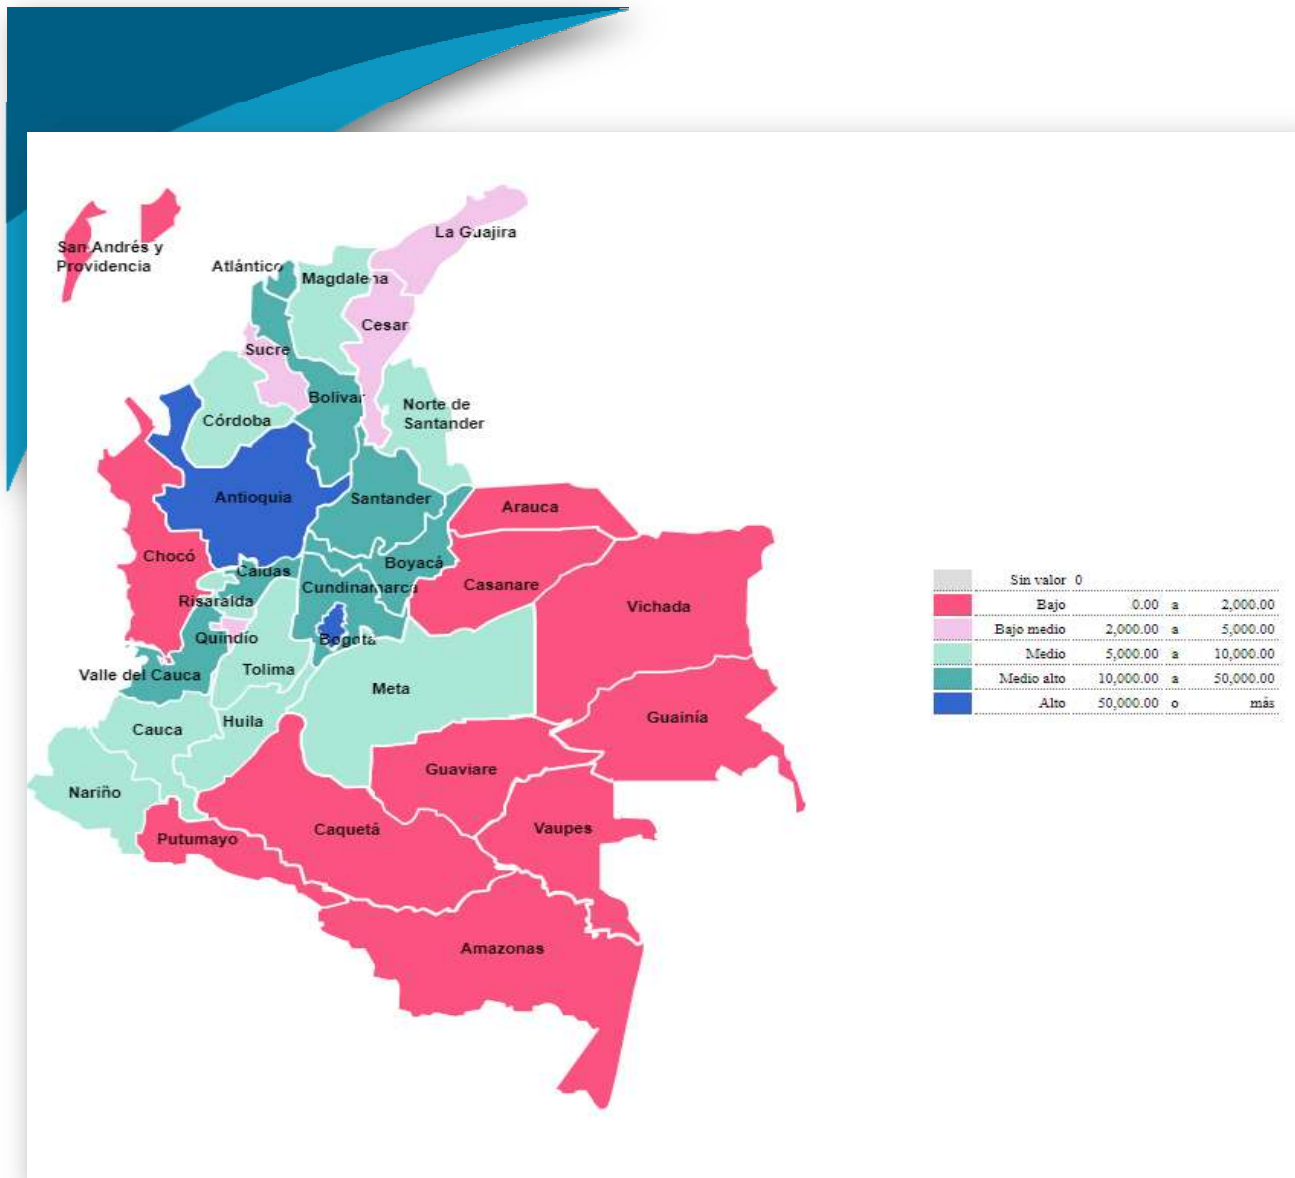 La Guajira
San Andrés y
Providencia
Atlántico
Magdalena
Cesar
Sucre
Bolívar
Norte de
Santander
Córdoba
Antioquia
Santander
Arauca
Chocó
Caldas
Boyacá
Cundinamarca
Casanare
Risaralda
Vichada
Quindío
Bogotá
Tolima
Valle del Cauca
Meta
Huila
Cauca
Guainía
Guaviare
Nariño
Caquetá
Vaupes
Putumayo
Amazonas
Sin valor 0
Bajo 0.00 a 2,000.00
Bajo medio 2,000.00 a 5,000.00
Medio 5,000.00 a 10,000.00
Medio alto 10,000.00 a 50,000.00
Alto 50,000.00 o más